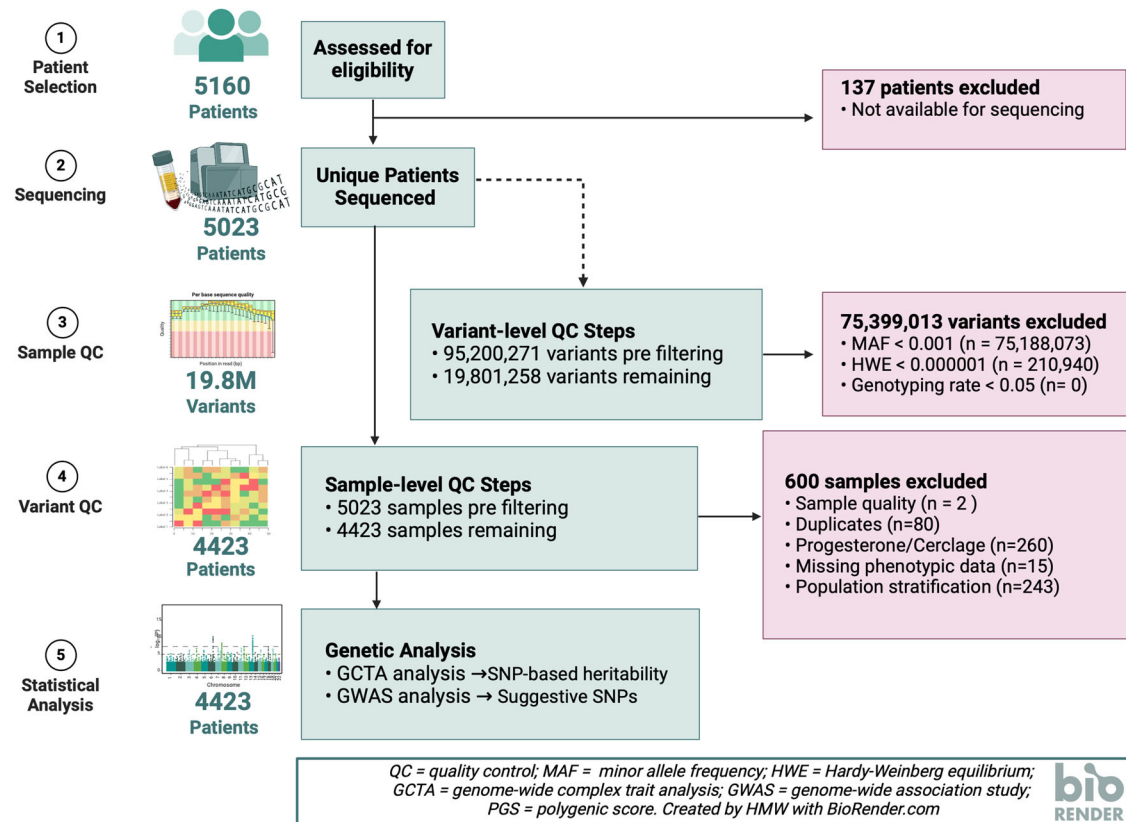 1
Patient
Selection
5160
Patients
Assessed for
eligibility
137 patients excluded
• Not available for sequencing
2
Sequencing
5023
Patients
Unique Patients
Sequenced
3
Sample QC
Per base sequence quality
Quality
Position in read (bp)
19.8M
Variants
Variant-level QC Steps
• 95,200,271 variants pre filtering
• 19,801,258 variants remaining
75,399,013 variants excluded
• MAF < 0.001 (n = 75,188,073)
• HWE < 0.000001 (n = 210,940)
• Genotyping rate < 0.05 (n= 0)
4
Variant QC
4423
Patients
Sample-level QC Steps
• 5023 samples pre filtering
• 4423 samples remaining
600 samples excluded
• Sample quality (n = 2 )
• Duplicates (n=80)
• Progesterone/Cerclage (n=260)
• Missing phenotypic data (n=15)
• Population stratification (n=243)
5
Statistical
Analysis
Chromosome
4423
Patients
Genetic Analysis
• GCTA analysis →SNP-based heritability
• GWAS analysis → Suggestive SNPs
QC = quality control; MAF = minor allele frequency; HWE = Hardy-Weinberg equilibrium;
GCTA = genome-wide complex trait analysis; GWAS = genome-wide association study;
PGS = polygenic score. Created by HMW with BioRender.com
bio
RENDER